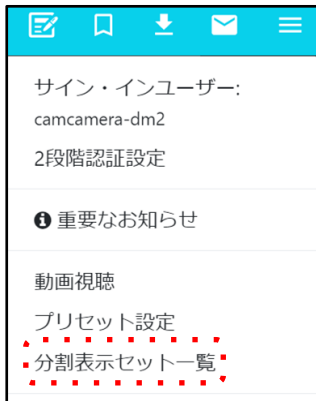 サイン・インユーザー:
camcamera-dm2
2段階認証設定
重要なお知らせ
動画視聴
プリセット設定
分割表示セット一覧